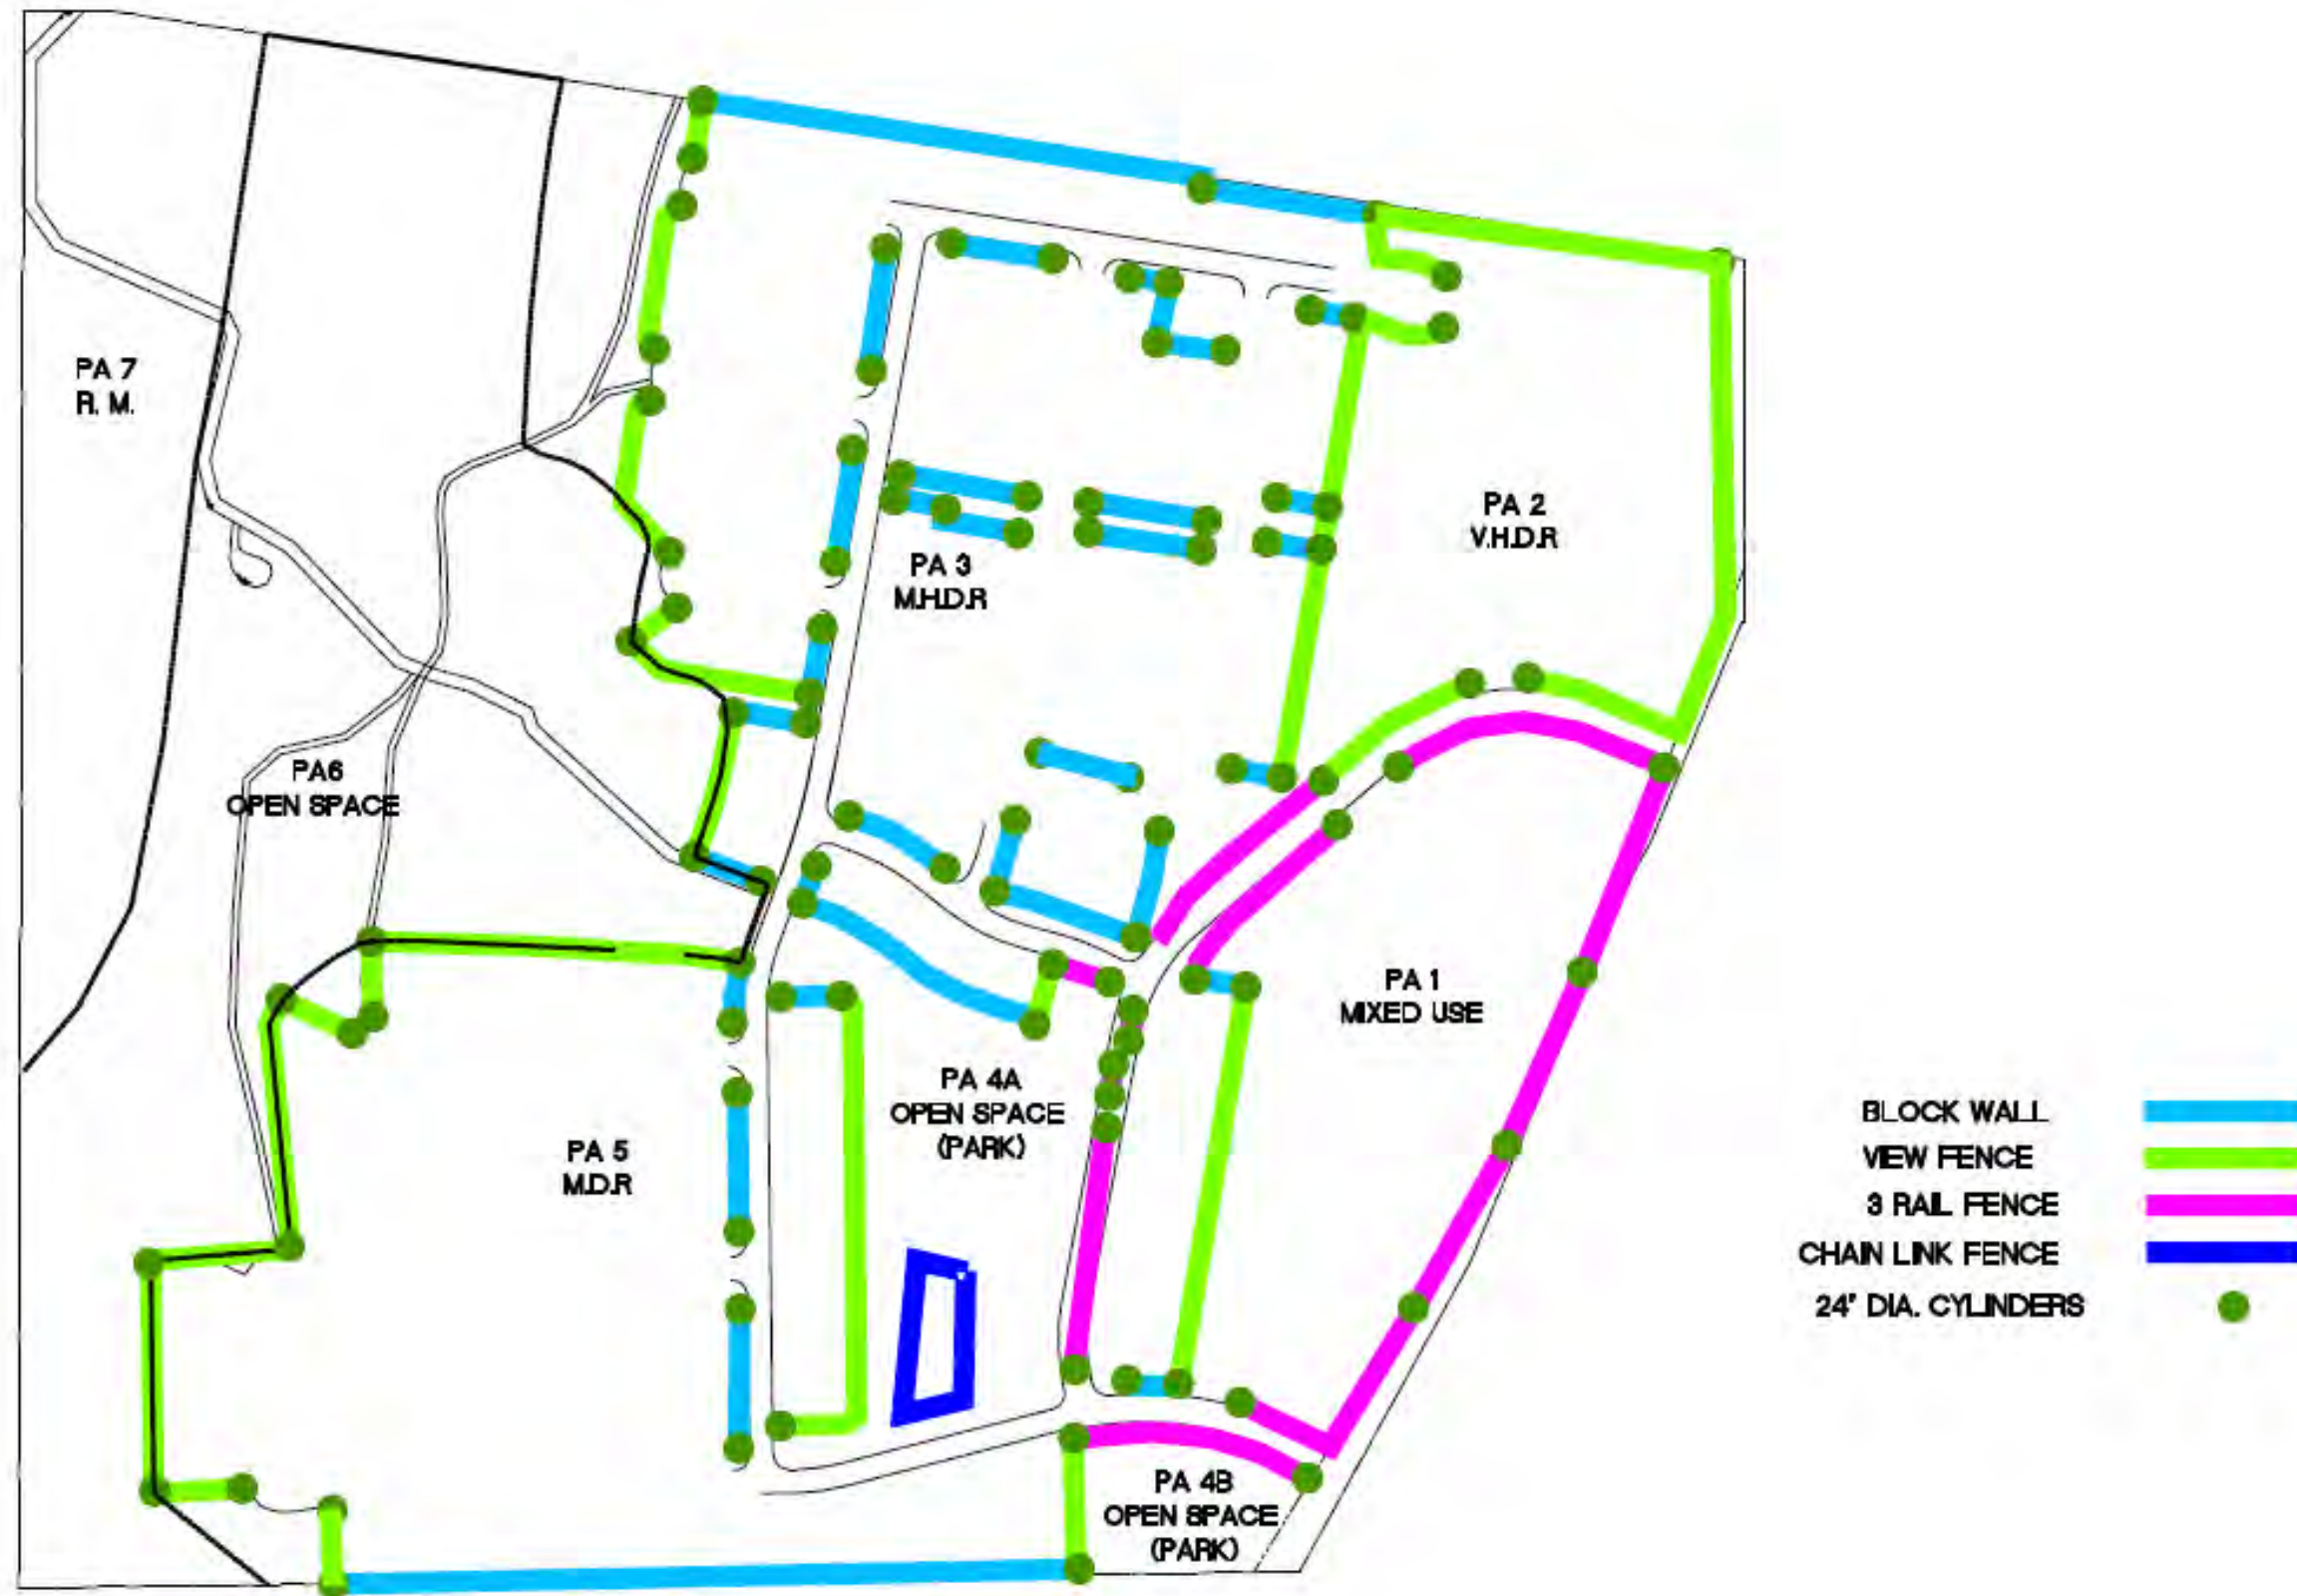 PA 7
R. M.
PA 2
V.H.D.R
PA 3
M.H.D.R
PA6
OPEN SPACE
PA 1
MIXED USE
PA 4A
OPEN SPACE
(PARK)
PA 5
M.D.R
PA 4B
OPEN SPACE
(PARK)
BLOCK WALL
VIEW FENCE
3 RAIL FENCE
CHAIN LINK FENCE
24" DIA. CYLINDERS